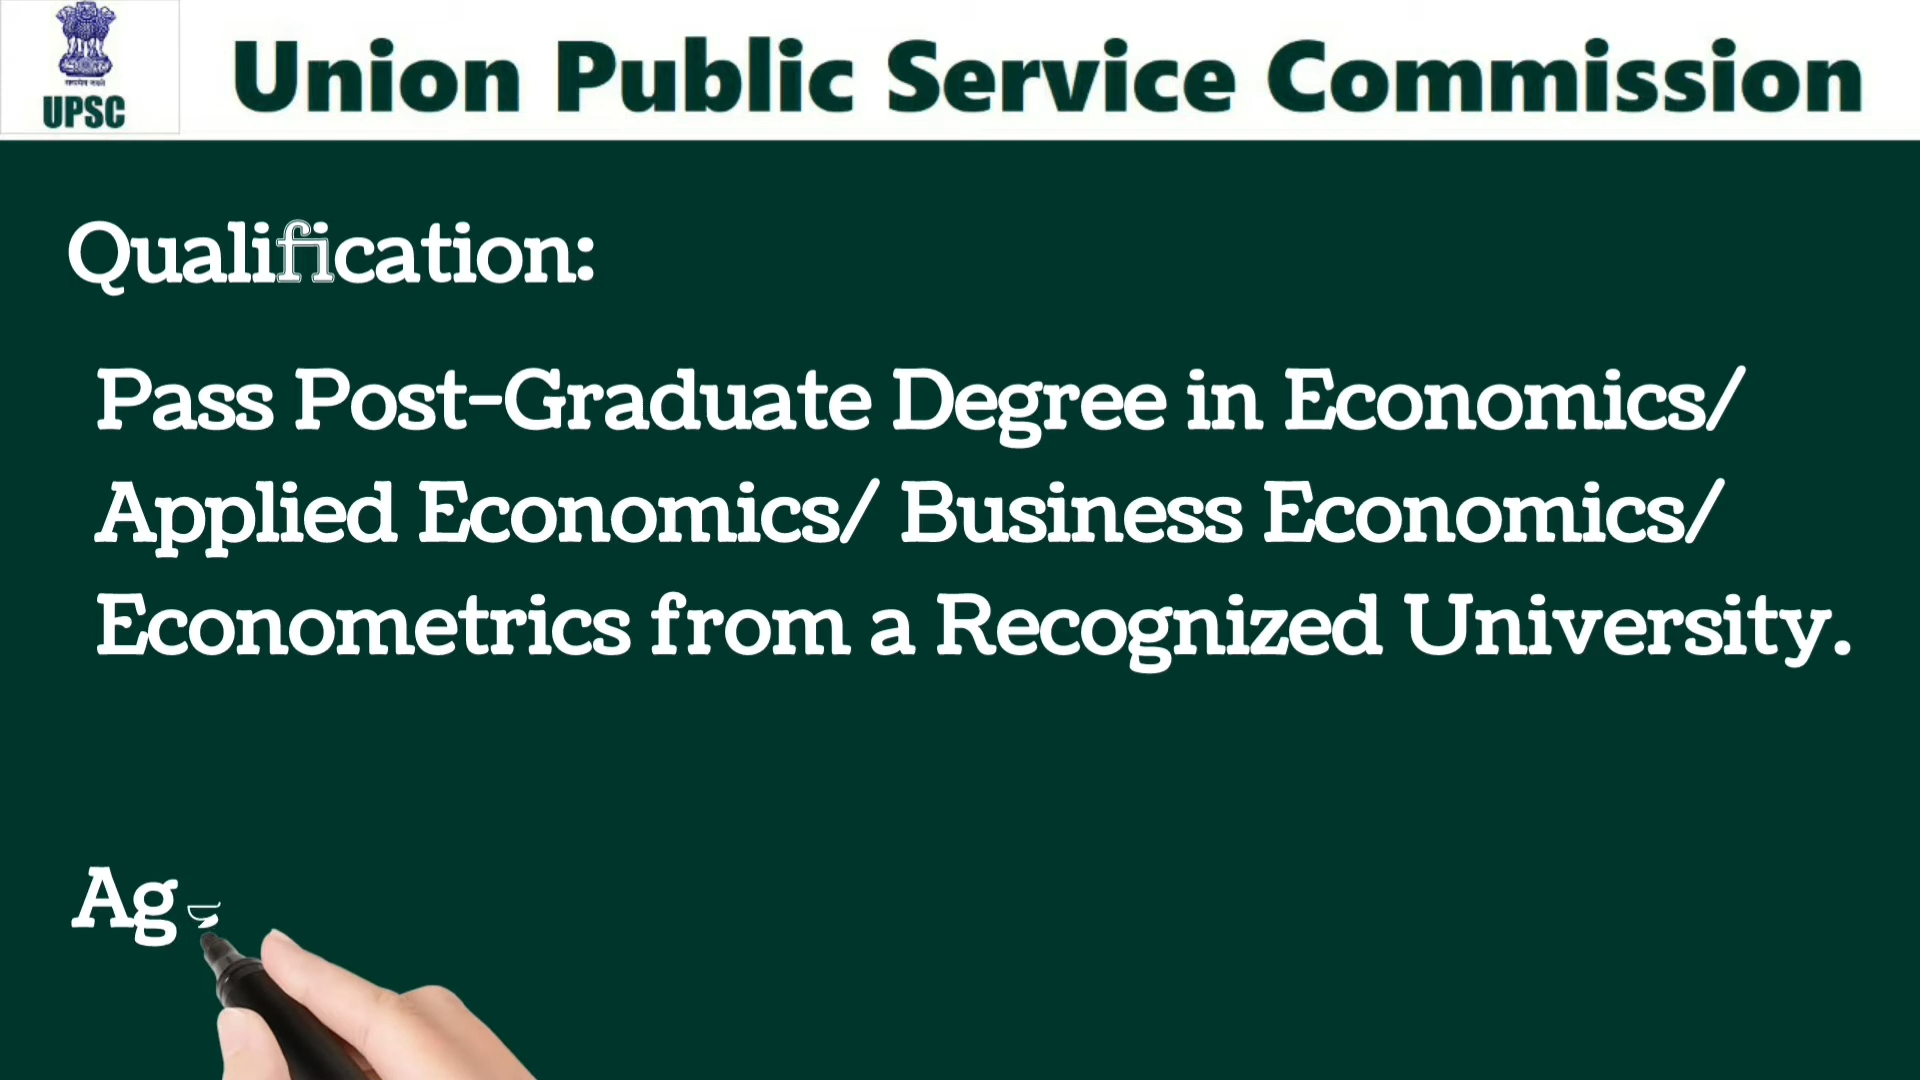 UPSC
Union Public Service Commission
Qualification:
Pass Post-Graduate Degree in Economics/
Applied Economics/ Business Economics/
Econometrics from a Recognized University.
Ag